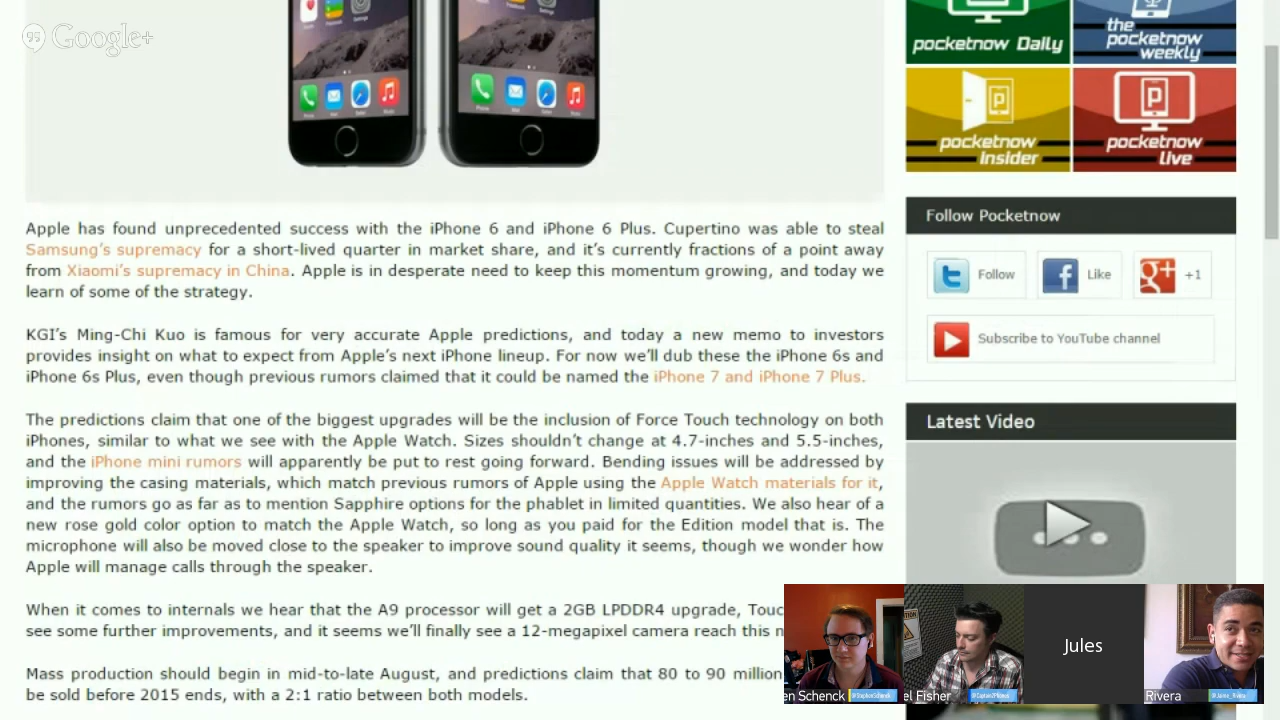 Google+
pocketnow Daily
the
pocketnow
weekly
pocketnow
insider
pocketnow
live
Apple has found unprecedented success with the iPhone 6 and iPhone 6 Plus. Cupertino was able to steal
Samsung's supremacy for a short-lived quarter in market share, and it's currently fractions of a point away
from Xiaomi's supremacy in China. Apple is in desperate need to keep this momentum growing, and today we
learn of some of the strategy.
KGI's Ming-Chi Kuo is famous for very accurate Apple predictions, and today a new memo to investors
provides insight on what to expect from Apple's next iPhone lineup. For now we'll dub these the iPhone 6s and
iPhone 6s Plus, even though previous rumors claimed that it could be named the iPhone 7 and iPhone 7 Plus.
The predictions claim that one of the biggest upgrades will be the inclusion of Force Touch technology on both
iPhones, similar to what we see with the Apple Watch. Sizes shouldn't change at 4.7-inches and 5.5-inches,
and the iPhone mini rumors will apparently be put to rest going forward. Bending issues will be addressed by
improving the casing materials, which match previous rumors of Apple using the Apple Watch materials for it,
and the rumors go as far as to mention Sapphire options for the phablet in limited quantities. We also hear of a
new rose gold color option to match the Apple Watch, so long as you paid for the Edition model that is. The
microphone will also be moved close to the speaker to improve sound quality it seems, though we wonder how
Apple will manage calls through the speaker.
When it comes to internals we hear that the A9 processor will get a 2GB LPDDR4 upgrade, Touc
see some further improvements, and it seems we'll finally see a 12-megapixel camera reach this n
Mass production should begin in mid-to-late August, and predictions claim that 80 to 90 million
be sold before 2015 ends, with a 2:1 ratio between both models.
Follow Pocketnow
Follow
Like
+1
Subscribe to YouTube channel
Latest Video
en Schenck
@StephenSchenck
el Fisher
@Captain2Phones
Jules
Rivera
@Jaime_Rivera